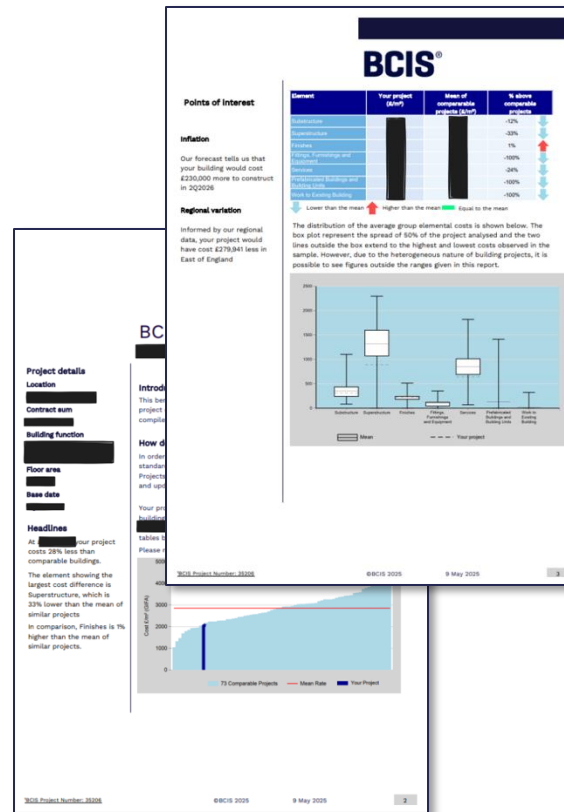 BCIS®
Points of interest
Inflation
Our forecast tells us that
your building would cost
£230,000 more to construct
in 2Q2026
Regional variation
Informed by our regional
data, your project would
have cost £279,941 less in
East of England
Element
Your project
(£/m²)
Mean of
comparable
projects (£/m²)
% above
comparable
projects
Substructure
-12%
Superstructure
-33%
Finishes
1%
Fittings, Furnishings and
Equipment
-100%
Services
-24%
Prefabricated Buildings and
Building Units
-100%
Work to Existing Building
-100%
Lower than the mean
Higher than the mean
Equal to the mean
The distribution of the average group elemental costs is shown below. The
box plot represent the spread of 50% of the project analysed and the two
lines outside the box extend to the highest and lowest costs observed in the
sample. However, due to the heterogeneous nature of building projects, it is
possible to see figures outside the ranges given in this report.
2500
2000
1500
1000
500
0
Substructure
Superstructure
Finishes
Fittings,
Furnishings
and Equipment
Services
Prefabricated
Buildings and
Building Units
Work to
Existing
Building
Mean
Your project
BCIS Project Number: 35206
©BCIS 2025
9 May 2025
3
BC
Project details
Location
Contract sum
Building function
Floor area
Base date
Headlines
At your project
costs 28% less than
comparable buildings.
The element showing the
largest cost difference is
Superstructure, which is
33% lower than the mean of
similar projects
In comparison, Finishes is 1%
higher than the mean of
similar projects.
Introdu
This ben
project
compile
How d
In order
standar
Projects
and upd
Your pro
building
tables b
Please r
5000
4000
3000
2000
1000
0
Cost £/m² (GIFA)
73 Comparable Projects
Mean Rate
Your Project
BCIS Project Number: 35206
©BCIS 2025
9 May 2025
2